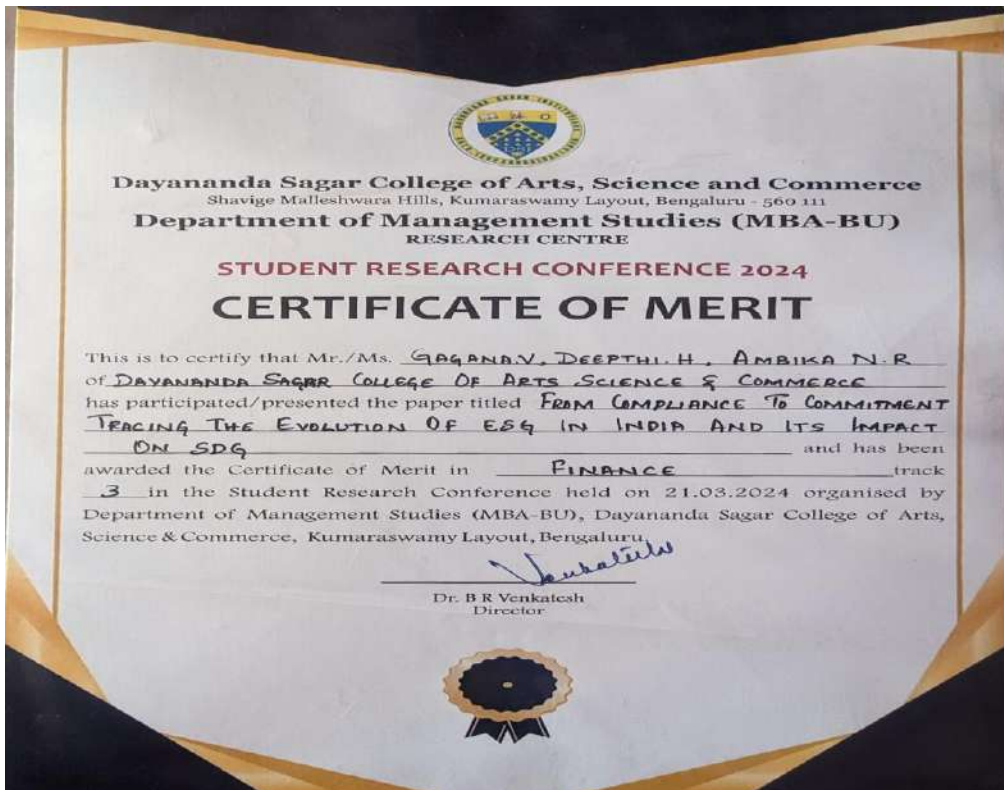 Dayananda Sagar College of Arts, Science and Commerce
Shavige Malleshwara Hills, Kumaraswamy Layout, Bengaluru - 560 111
Department of Management Studies (MBA-BU)
RESEARCH CENTRE
STUDENT RESEARCH CONFERENCE 2024
CERTIFICATE OF MERIT
This is to certify that Mr./Ms. GAGANA.V, DEEPTHI.H, AMBIKA N.R
of DAYANANDA SAGAR COLLEGE OF ARTS SCIENCE & COMMERCE
has participated/presented the paper titled FROM COMPLIANCE TO COMMITMENT
TRACING THE EVOLUTION OF ESG IN INDIA AND ITS IMPACT
ON SDG and has been
awarded the Certificate of Merit in FINANCE track
3 in the Student Research Conference held on 21.03.2024 organised by
Department of Management Studies (MBA-BU), Dayananda Sagar College of Arts,
Science & Commerce, Kumaraswamy Layout, Bengaluru.
Venkatesh
Dr. B R Venkatesh
Director